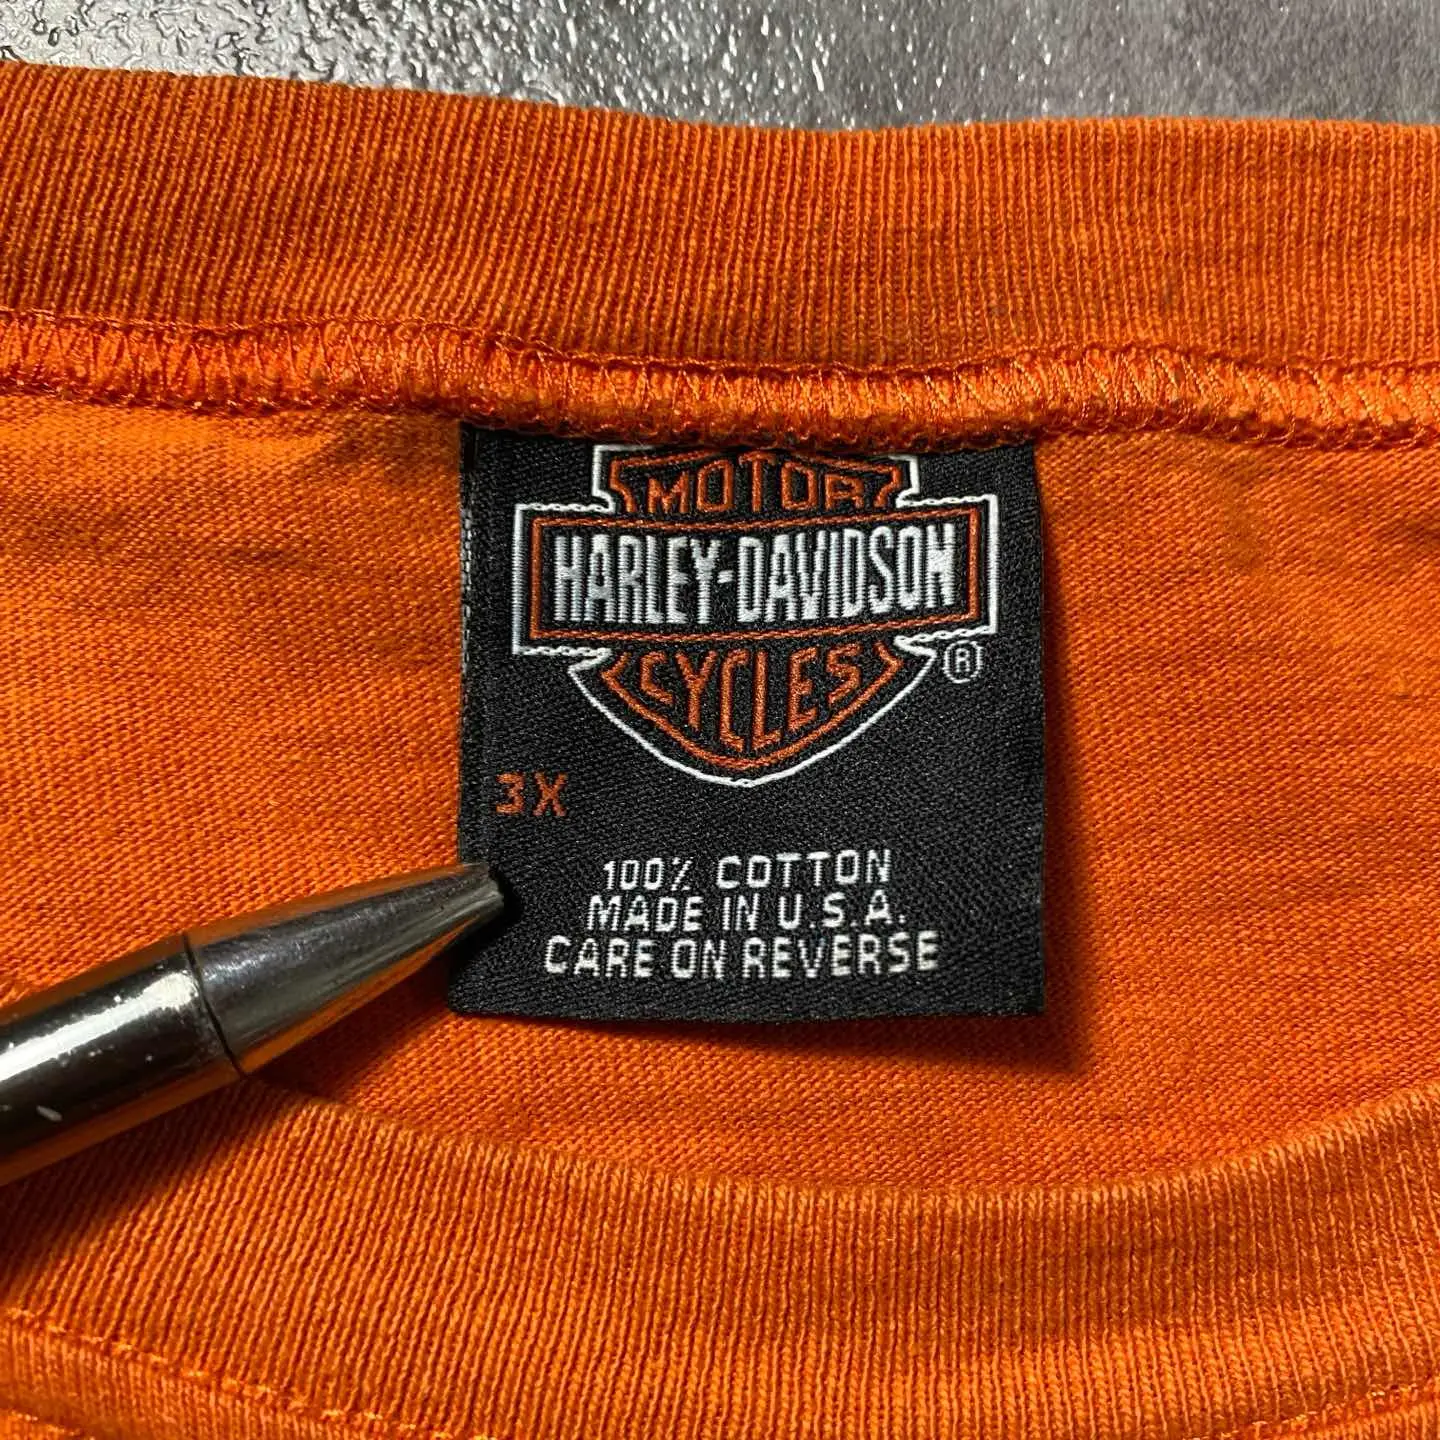 MOTOR
HARLEY-DAVIDSON
CYCLES
®
3X
100% COTTON
MADE IN U.S.A.
CARE ON REVERSE